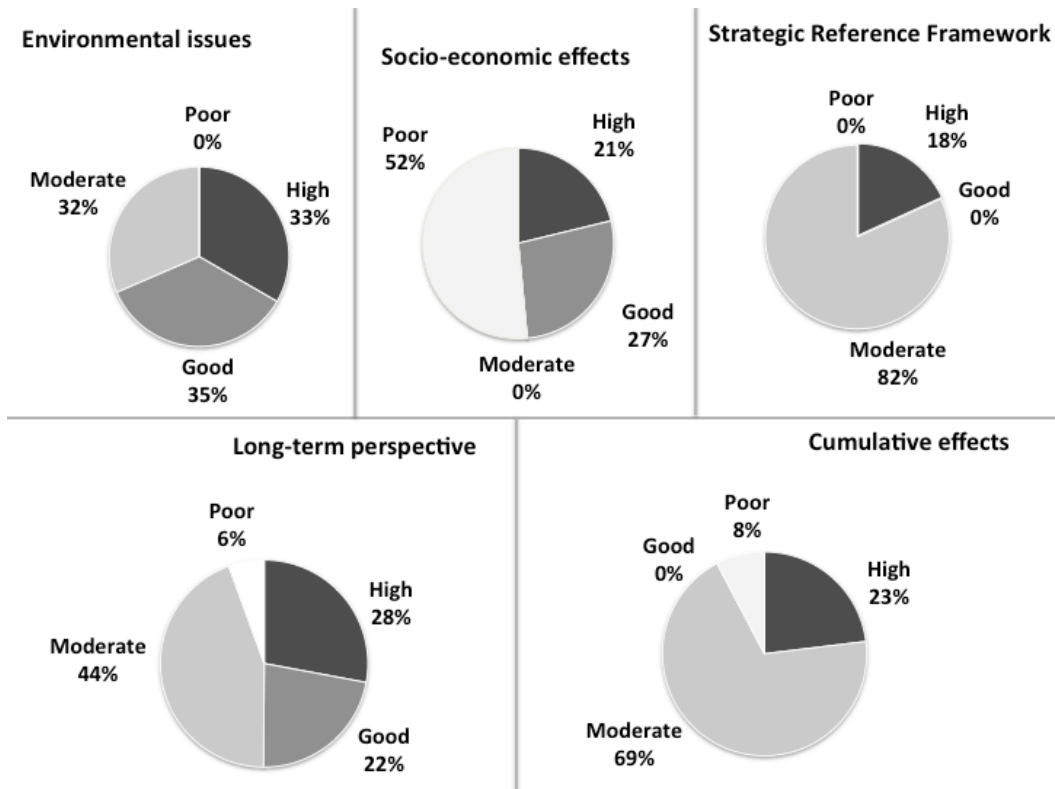 Environmental issues
Poor
0%
High
33%
Moderate
32%
Good
35%
Socio-economic effects
Poor
52%
High
21%
Good
27%
Moderate
0%
Strategic Reference Framework
Poor
0%
High
18%
Good
0%
Moderate
82%
Long-term perspective
Poor
6%
High
28%
Moderate
44%
Good
22%
Cumulative effects
Poor
8%
Good
0%
High
23%
Moderate
69%